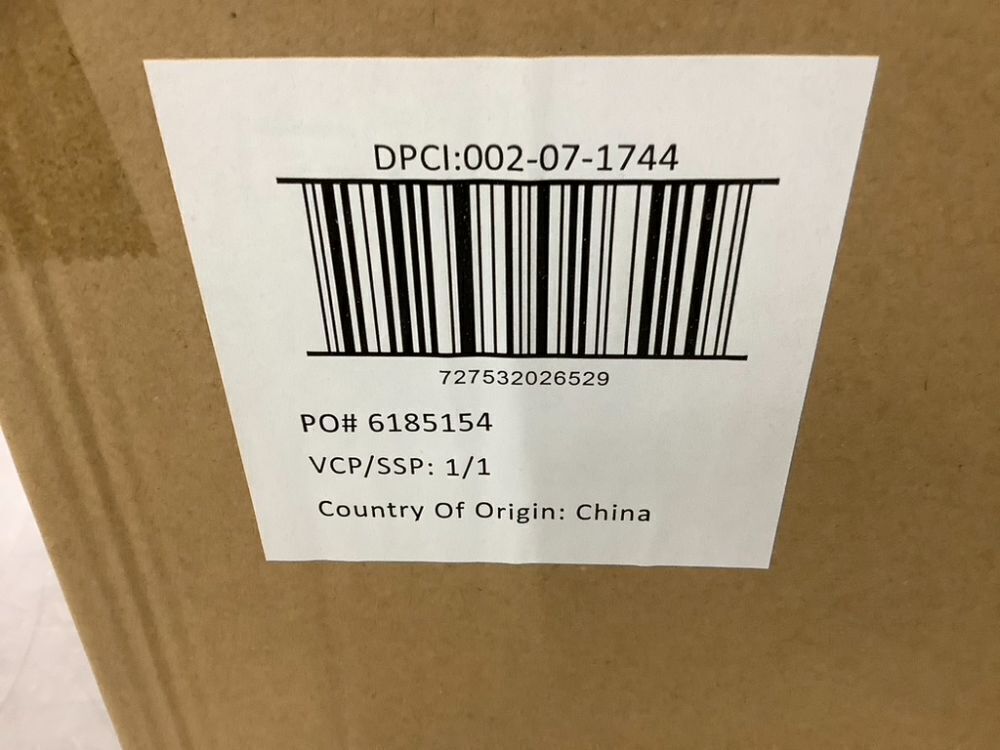 DPCI:002-07-1744
727532026529
PO# 6185154
VCP/SSP: 1/1
Country Of Origin: China